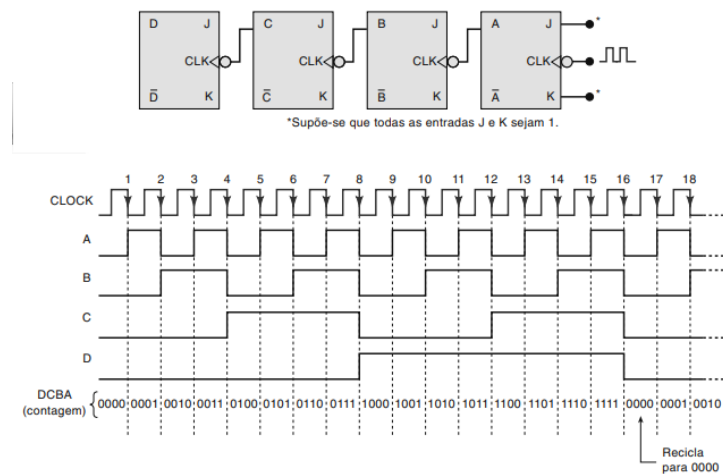 D J C J B J A J *
CLK CLK CLK CLK
D̅ K C̅ K B̅ K A̅ K *
*Supõe-se que todas as entradas J e K sejam 1.
1 2 3 4 5 6 7 8 9 10 11 12 13 14 15 16 17 18
CLOCK
A
B
C
D
DCBA
(contagem) { 0000 0001 0010 0011 0100 0101 0110 0111 1000 1001 1010 1011 1100 1101 1110 1111 0000 0001 0010
Recicla
para 0000